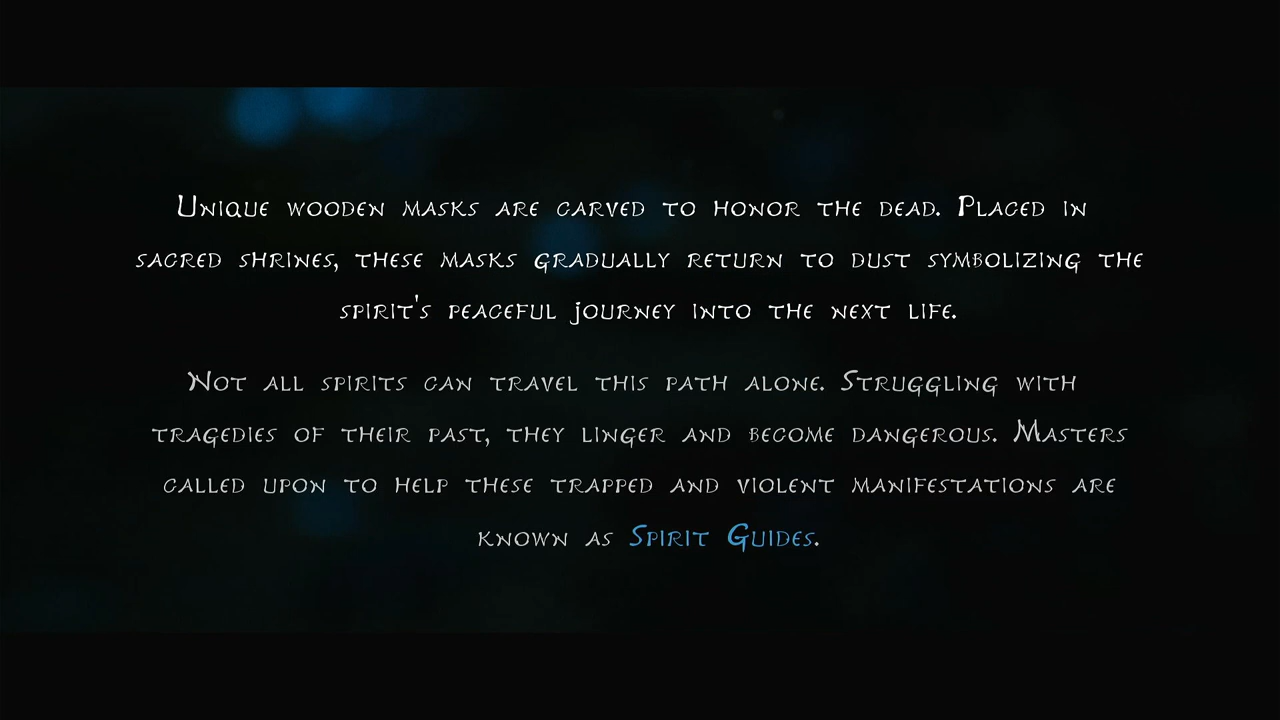 Unique wooden masks are carved to honor the dead. Placed in
sacred shrines, these masks gradually return to dust symbolizing the
spirit's peaceful journey into the next life.
Not all spirits can travel this path alone. Struggling with
tragedies of their past, they linger and become dangerous. Masters
called upon to help these trapped and violent manifestations are
known as Spirit Guides.